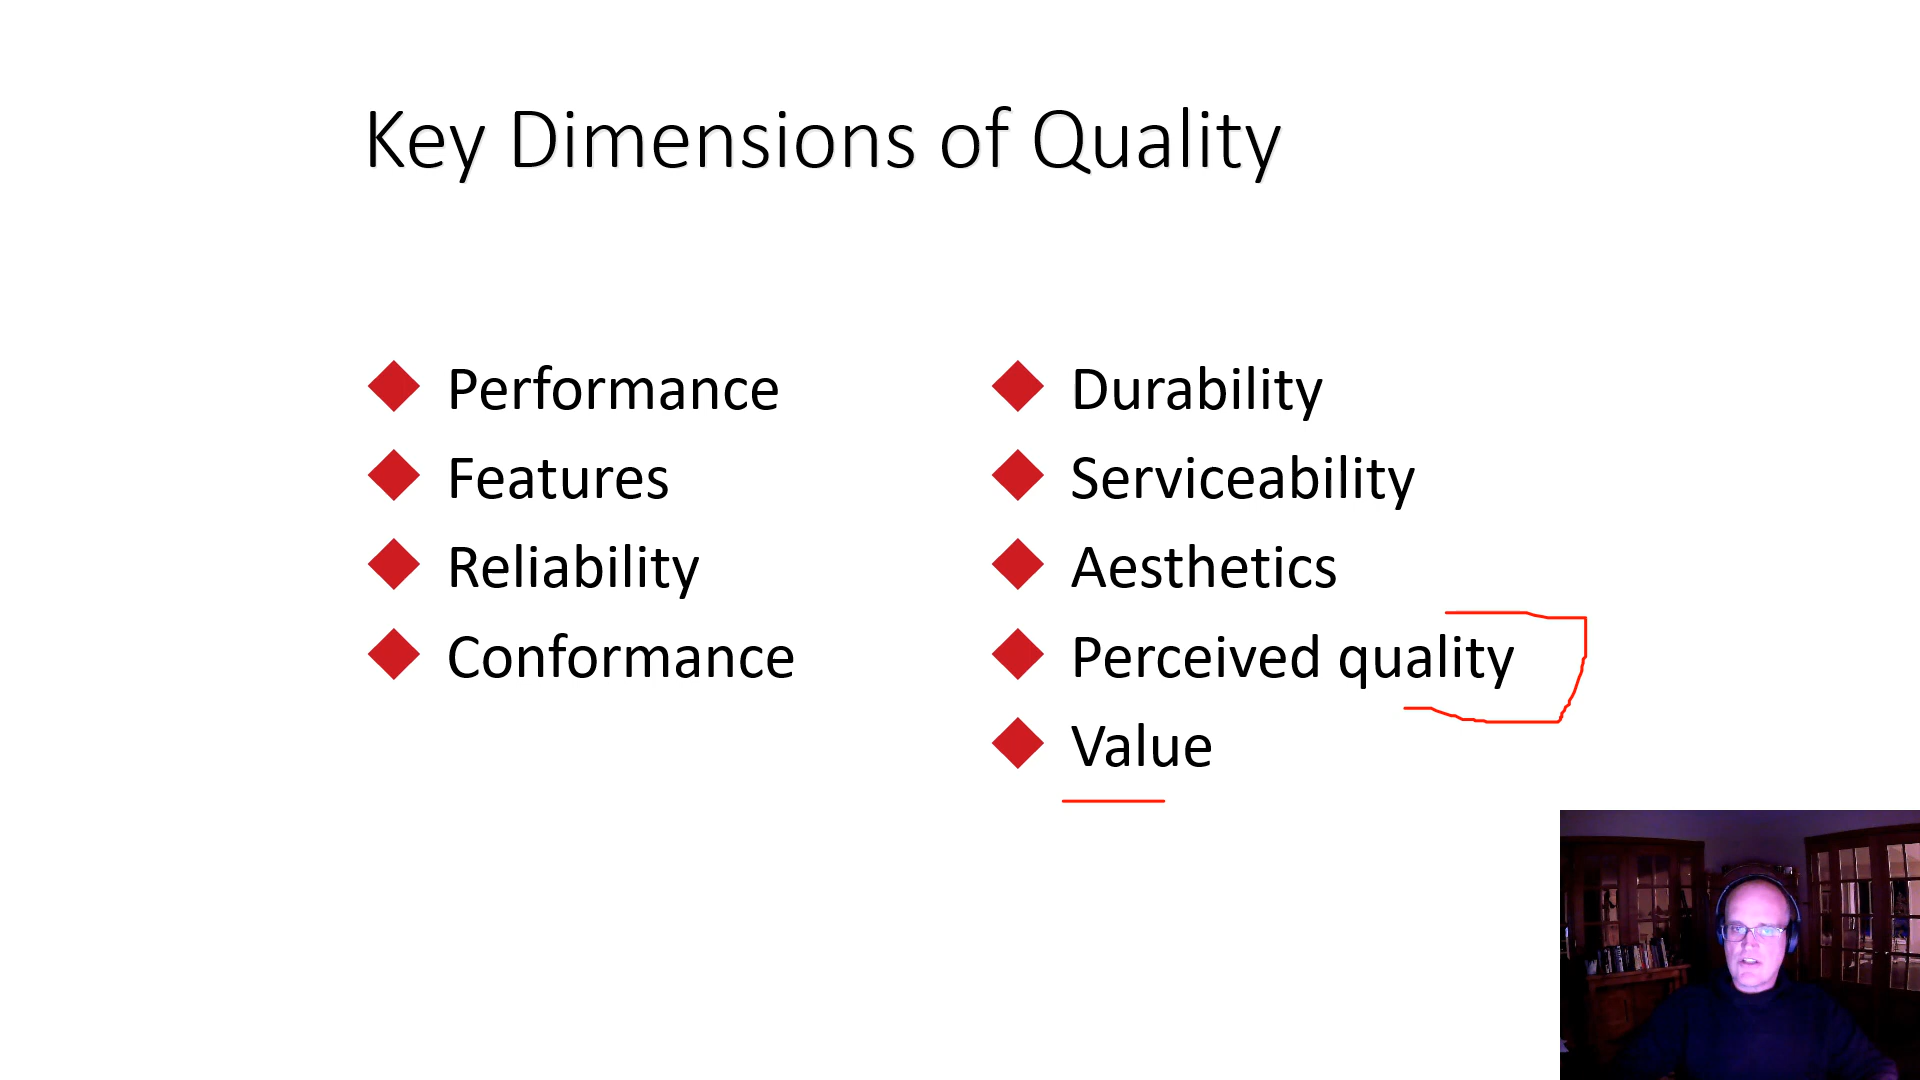 Key Dimensions of Quality
Performance
Features
Reliability
Conformance
Durability
Serviceability
Aesthetics
Perceived quality
Value